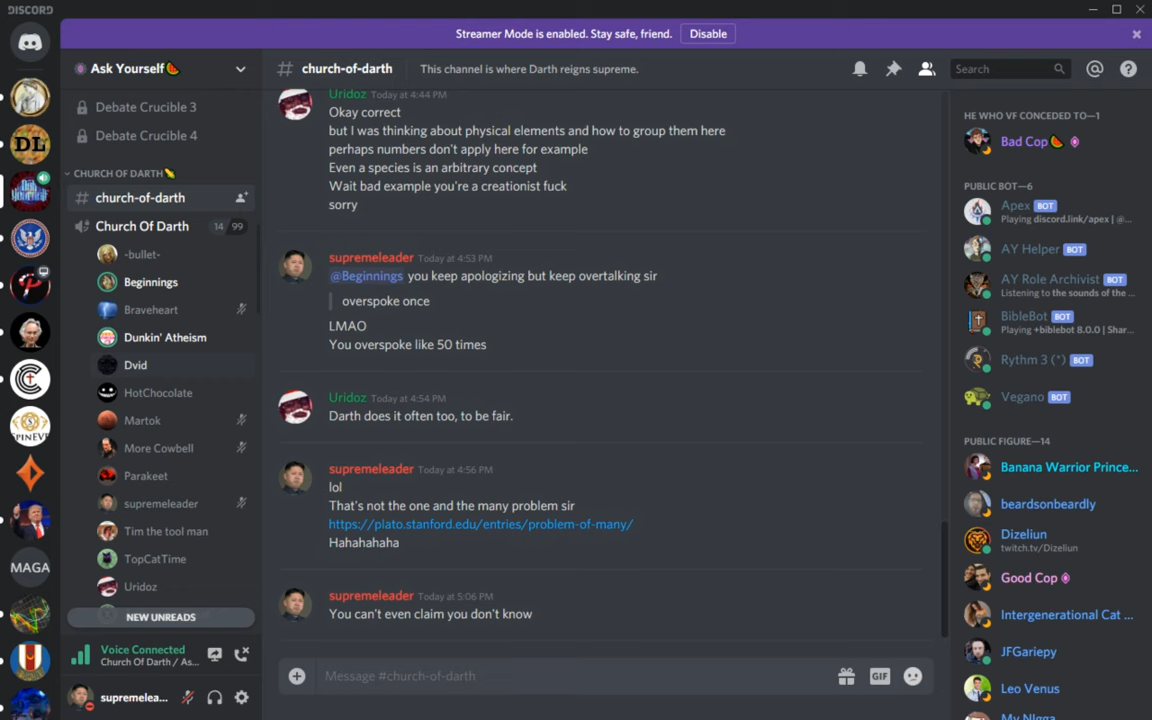 DISCORD
Streamer Mode is enabled. Stay safe, friend. Disable
Ask Yourself🍉
Debate Crucible 3
Debate Crucible 4
CHURCH OF DARTH🌽
# church-of-darth
Church Of Darth 14 99
-bullet-
Beginnings
Braveheart
Dunkin' Atheism
Dvid
HotChocolate
Martok
More Cowbell
Parakeet
supremeleader
Tim the tool man
TopCatTime
Uridoz
NEW UNREADS
Voice Connected
Church Of Darth / As...
supremelea...
DL
SPINEVE
MAGA
# church-of-darth This channel is where Darth reigns supreme.
Search
Uridoz Today at 4:44 PM
Okay correct
but I was thinking about physical elements and how to group them here
perhaps numbers don't apply here for example
Even a species is an arbitrary concept
Wait bad example you're a creationist fuck
sorry
supremeleader Today at 4:53 PM
@Beginnings you keep apologizing but keep overtalking sir
overspoke once
LMAO
You overspoke like 50 times
Uridoz Today at 4:54 PM
Darth does it often too, to be fair.
supremeleader Today at 4:56 PM
lol
That's not the one and the many problem sir
https://plato.stanford.edu/entries/problem-of-many/
Hahahahaha
supremeleader Today at 5:06 PM
You can't even claim you don't know
Message #church-of-darth
GIF
HE WHO VF CONCEDED TO—1
Bad Cop🍉
PUBLIC BOT—6
Apex BOT
Playing discord.link/apex | @...
AY Helper BOT
AY Role Archivist BOT
Listening to the sounds of the ...
BibleBot BOT
Playing +biblebot 8.0.0 | Shar...
Rythm 3 (*) BOT
Vegano BOT
PUBLIC FIGURE—14
Banana Warrior Prince...
beardsonbeardly
Dizeliun
twitch.tv/Dizeliun
Good Cop
Intergenerational Cat ...
JFGariepy
Leo Venus